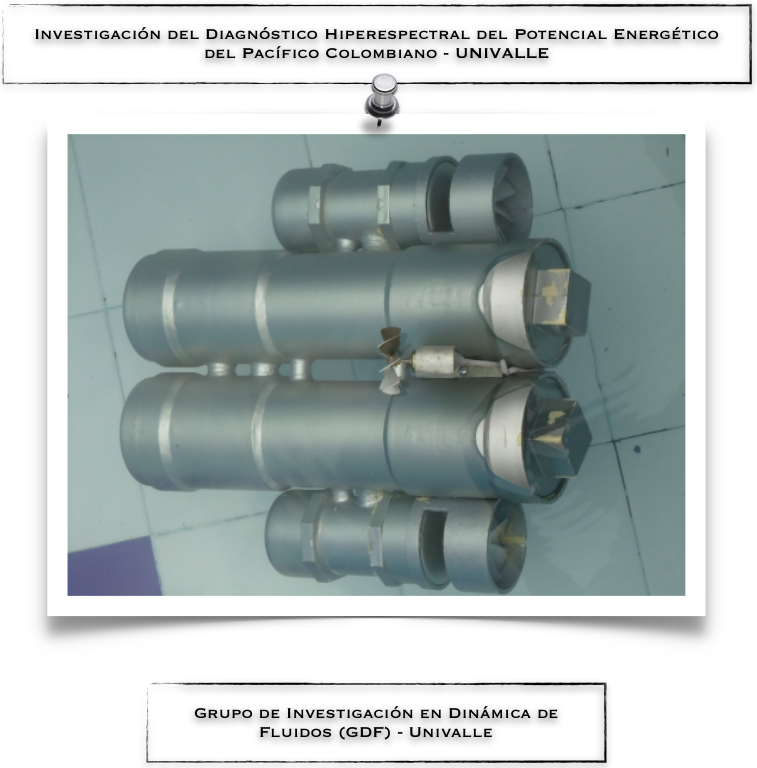 Investigación del Diagnóstico Hiperespectral del Potencial Energético
del Pacífico Colombiano - UNIVALLE
Grupo de Investigación en Dinámica de
Fluidos (GDF) - Univalle